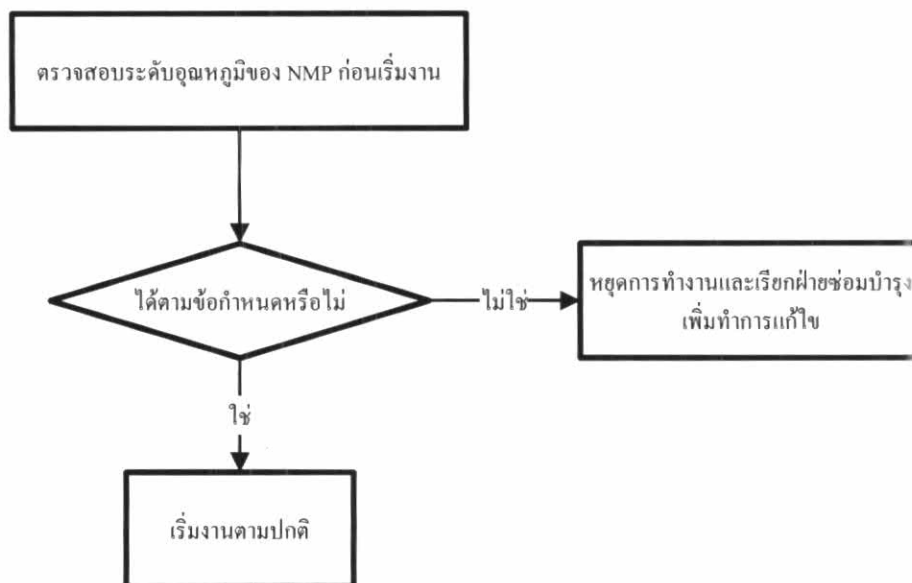 ตรวจสอบระดับอุณหภูมิของ NMP ก่อนเริ่มงาน
ได้ตามข้อกำหนดหรือไม่
ไม่ใช่
หยุดการทำงานและเรียกฝ่ายซ่อมบำรุง
เพิ่มทำการแก้ไข
ใช่
เริ่มงานตามปกติ